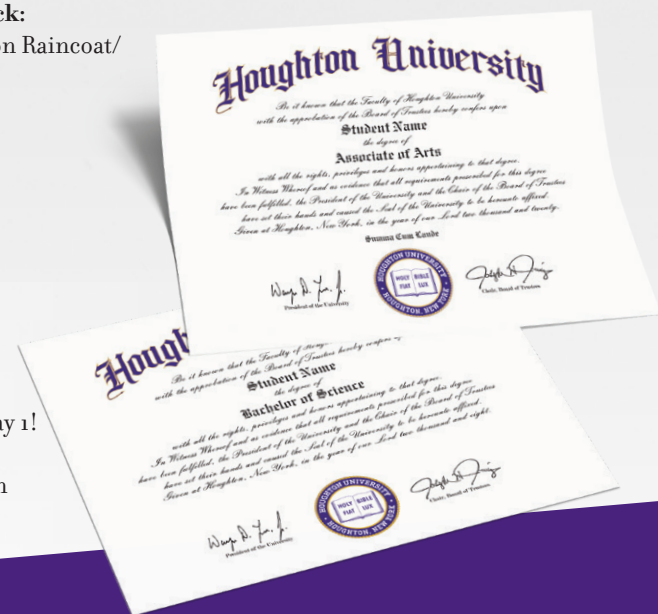 ck:
on Raincoat/
Houghton University
Be it known that the Faculty of Houghton University
with the approbation of the Board of Trustees hereby confers upon
Student Name
the degree of
Associate of Arts
with all the rights, privileges and honors appertaining to that degree.
In Witness Whereof and as evidence that all requirements prescribed for this degree
have been fulfilled, the President of the University and the Chair of the Board of Trustees
have set their hands and caused the Seal of the University to be hereunto affixed.
Given at Houghton, New York, in the year of our Lord two thousand and twenty.
Summa Cum Laude
HOUGHTON UNIVERSITY
HOLY BIBLE
FIAT LUX
HOUGHTON, NEW YORK
President of the University
Chair, Board of Trustees
Hough
Be it known that the Faculty of Houg
with the approbation of the Board of Trustees hereby confers
Student Name
the degree of
Bachelor of Science
with all the rights, privileges and honors appertaining to that degree.
In Witness Whereof and as evidence that all requirements prescribed for this degree
have been fulfilled, the President of the University and the Chair of the Board of Trustees
have set their hands and caused the Seal of the University to be hereunto affixed.
Given at Houghton, New York, in the year of our Lord two thousand and eight.
HOUGHTON UNIVERSITY
HOLY BIBLE
FIAT LUX
HOUGHTON, NEW YORK
President of the University
Chair, Board of Trustees
ay 1!
n